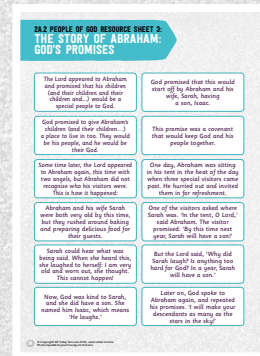 2A.2 PEOPLE OF GOD RESOURCE SHEET 3:
THE STORY OF ABRAHAM:
GOD'S PROMISES
The Lord appeared to Abraham
and promised that his children
(and their children and their
children and...) would be a
special people to God.
God promised that this would
start off by Abraham and his
wife, Sarah, having
a son, Isaac.
God promised to give Abraham's
children (and their children...)
a place to live in too. They would
be his people, and he would be
their God.
This promise was a covenant
that would keep God and his
people together.
Some time later, the Lord appeared
to Abraham again, this time with
two angels, but Abraham did not
recognise who his visitors were.
This is how it happened:
One day, Abraham was sitting
in his tent in the heat of the day
when three special visitors came
past. He hurried out and invited
them in for refreshment.
Abraham and his wife Sarah
were both very old by this time,
but they rushed around baking
and preparing delicious food for
their guests.
One of the visitors asked where
Sarah was. 'In the tent, O Lord,'
said Abraham. The visitor
promised: 'By this time next
year, Sarah will have a son!'
Sarah could hear what was
being said. When she heard this,
she laughed to herself: I am very
old and worn out, she thought.
This cannot happen!
But the Lord said, 'Why did
Sarah laugh? Is anything too
hard for God? In a year, Sarah
will have a son.'
Now, God was kind to Sarah,
and she did have a son. She
named him Isaac, which means
'He laughs.'
Later on, God spoke to
Abraham again, and repeated
his promises. 'I will make your
descendants as many as the
stars in the sky!'